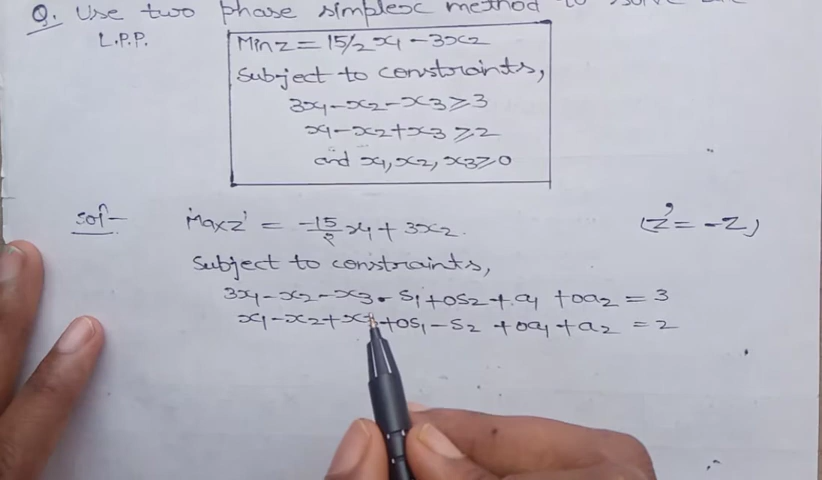 Q. Use two phase simplex method to solve
L.P.P.
Min Z = 15/2 x1 - 3x2
Subject to constraints,
3x1 - x2 - x3 ≥ 3
x1 - x2 + x3 ≥ 2
and x1, x2, x3 ≥ 0
Sol - Max Z' = -15/2 x1 + 3x2. (Z' = -Z)
Subject to constraints,
3x1 - x2 - x3 - S1 + 0S2 + a1 + 0a2 = 3
x1 - x2 + x3 + 0S1 - S2 + 0a1 + a2 = 2